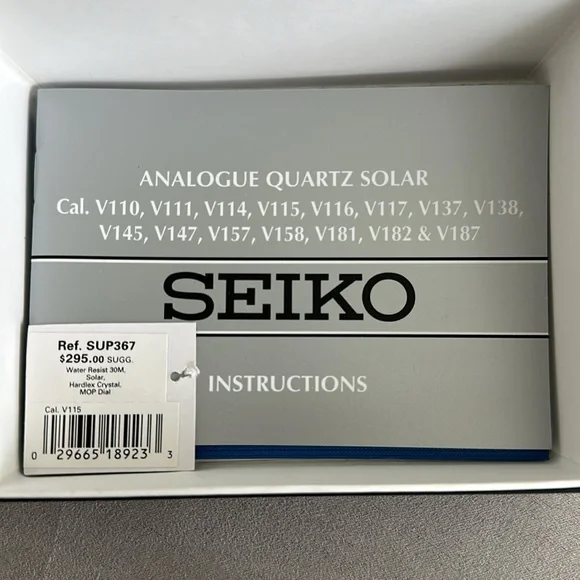 ANALOGUE QUARTZ SOLAR
Cal. V110, V111, V114, V115, V116, V117, V137, V138,
V145, V147, V157, V158, V181, V182 & V187
SEIKO
INSTRUCTIONS
Ref. SUP367
$295.00 SUGG.
Water Resist 30M,
Solar,
Hardlex Crystal,
MOP Dial
Cal. V115
0 29665 18923 3